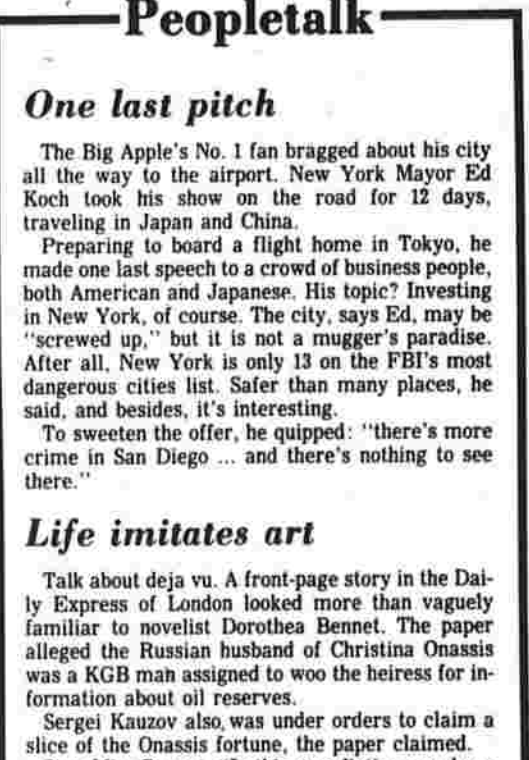 Peopletalk
One last pitch
The Big Apple's No. 1 fan bragged about his city
all the way to the airport. New York Mayor Ed
Koch took his show on the road for 12 days,
traveling in Japan and China.
Preparing to board a flight home in Tokyo, he
made one last speech to a crowd of business people,
both American and Japanese. His topic? Investing
in New York, of course. The city, says Ed, may be
"screwed up," but it is not a mugger's paradise.
After all, New York is only 13 on the FBI's most
dangerous cities list. Safer than many places, he
said, and besides, it's interesting.
To sweeten the offer, he quipped: "there's more
crime in San Diego ... and there's nothing to see
there."
Life imitates art
Talk about deja vu. A front-page story in the Dai-
ly Express of London looked more than vaguely
familiar to novelist Dorothea Bennet. The paper
alleged the Russian husband of Christina Onassis
was a KGB man assigned to woo the heiress for in-
formation about oil reserves.
Sergei Kauzov also was under orders to claim a
slice of the Onassis fortune, the paper claimed.